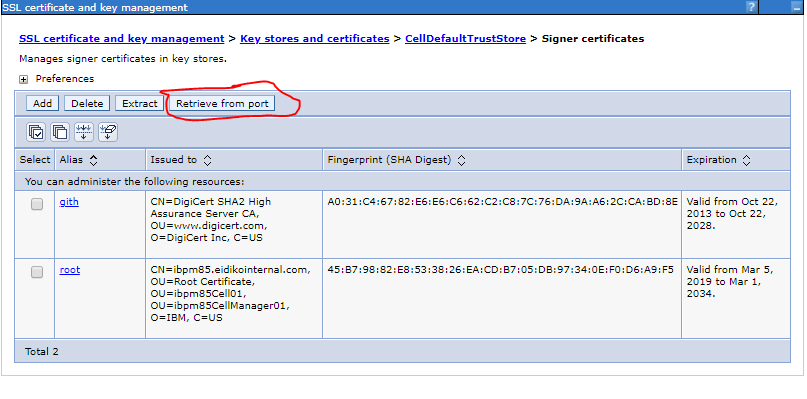 SSL certificate and key management
?
SSL certificate and key management > Key stores and certificates > CellDefaultTrustStore > Signer certificates
Manages signer certificates in key stores.
Preferences
Add Delete Extract Retrieve from port
Select Alias Issued to Fingerprint (SHA Digest) Expiration
You can administer the following resources:
gith CN=DigiCert SHA2 High A0:31:C4:67:82:E6:E6:C6:62:C2:C8:7C:76:DA:9A:A6:2C:CA:BD:8E Valid from Oct 22,
Assurance Server CA, 2013 to Oct 22,
OU=www.digicert.com, 2028.
O=DigiCert Inc, C=US
root CN=ibpm85.eidikointernal.com, 45:B7:98:82:E8:53:38:26:EA:CD:B7:05:DB:97:34:0E:F0:D6:A9:F5 Valid from Mar 5,
OU=Root Certificate, 2019 to Mar 1,
OU=ibpm85Cell01, 2034.
OU=ibpm85CellManager01,
O=IBM, C=US
Total 2